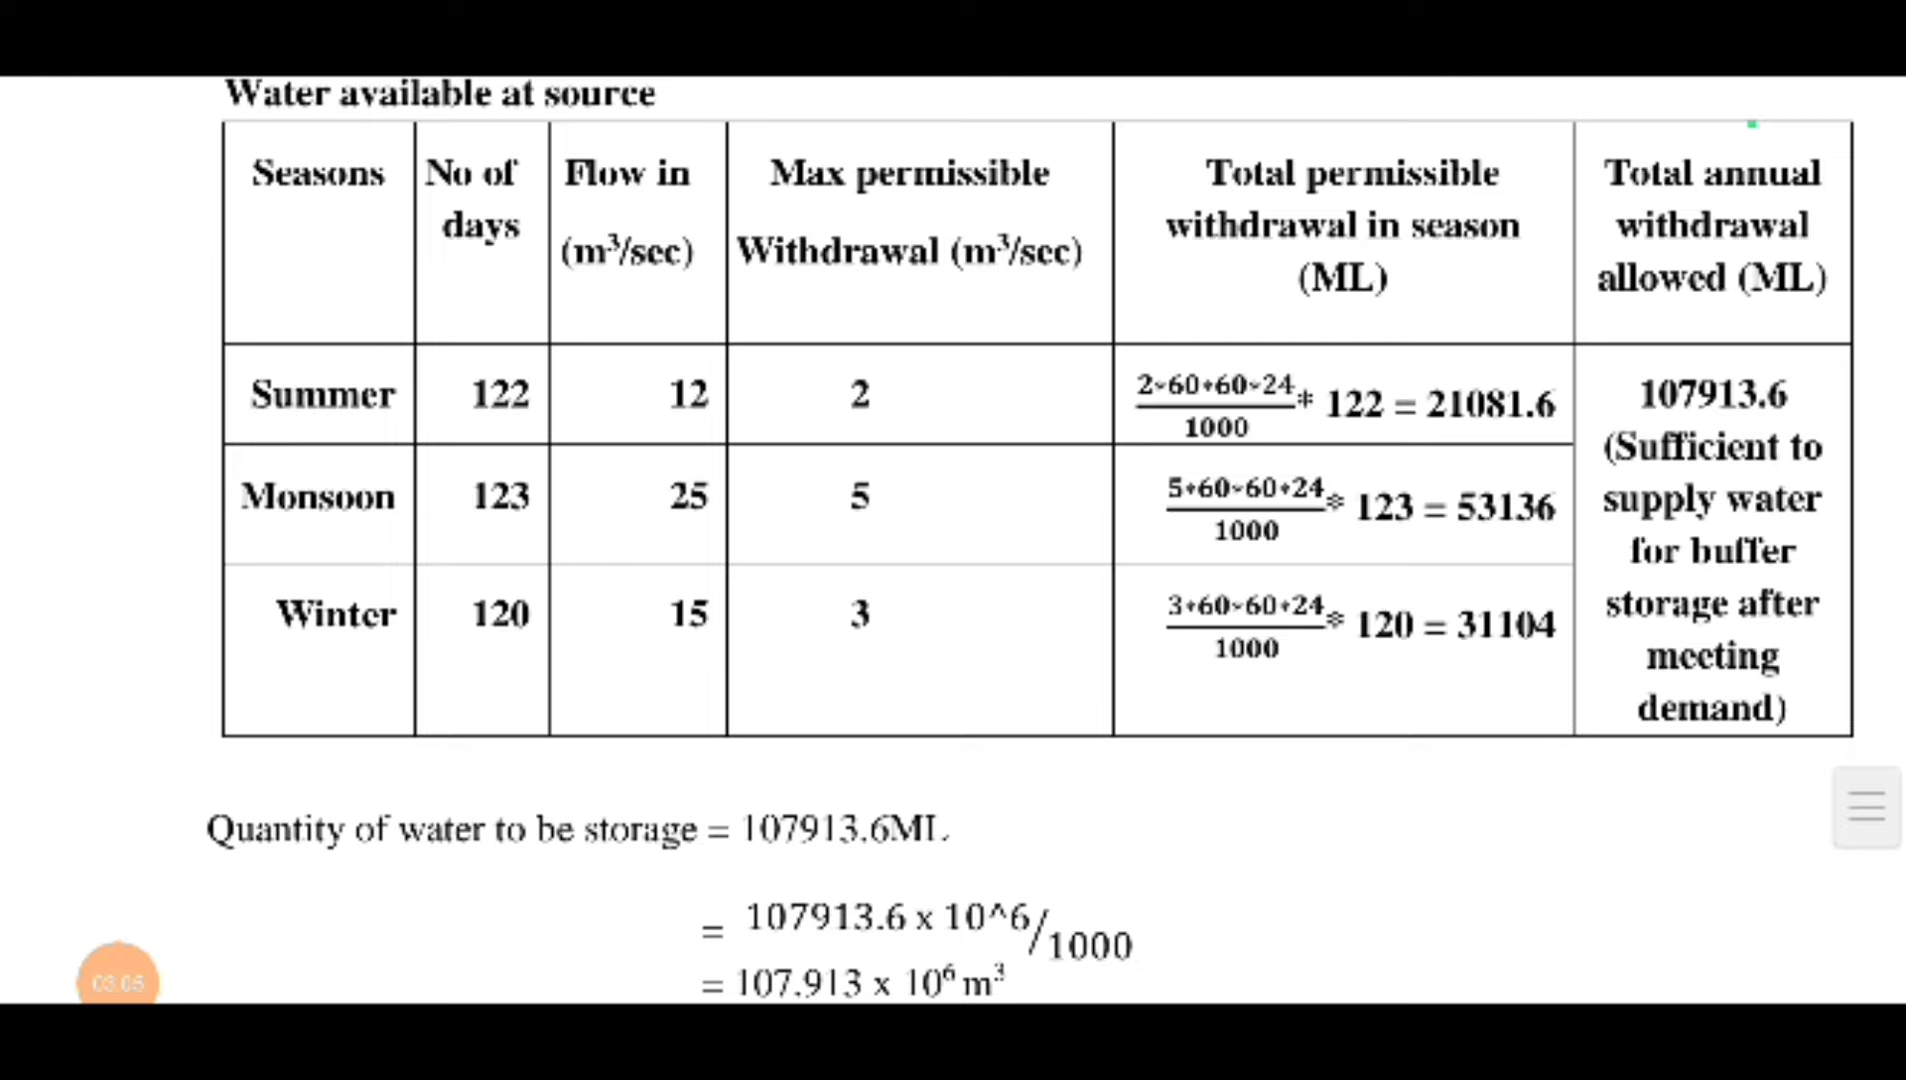 Water available at source
Seasons
No of
days
Flow in
(m³/sec)
Max permissible
Withdrawal (m³/sec)
Total permissible
withdrawal in season
(ML)
Total annual
withdrawal
allowed (ML)
Summer
122
12
2
2*60*60*24/1000 * 122 = 21081.6
107913.6
(Sufficient to
supply water
for buffer
storage after
meeting
demand)
Monsoon
123
25
5
5*60*60*24/1000 * 123 = 53136
Winter
120
15
3
3*60*60*24/1000 * 120 = 31104
Quantity of water to be storage = 107913.6ML
= 107913.6 x 10^6/1000
= 107.913 x 10⁶ m³
03:05